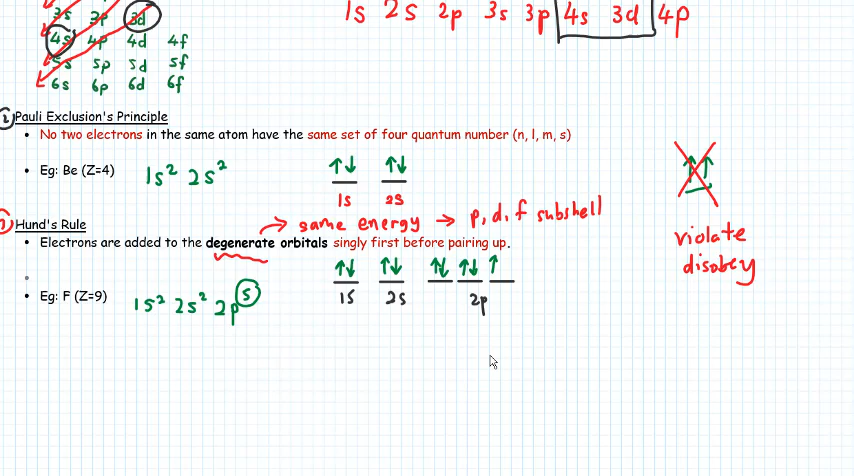 1s 2s 2p 3s 3p 4s 3d 4p
3s 3p 3d
4s 4p 4d 4f
5s 5p 5d 5f
6s 6p 6d 6f
2 Pauli Exclusion's Principle
• No two electrons in the same atom have the same set of four quantum number (n, l, m, s)
• Eg: Be (Z=4) 1s² 2s² ↑↓ ↑↓
1s 2s
same energy → p, d, f subshell
violate
disobey
Hund's Rule
• Electrons are added to the degenerate orbitals singly first before pairing up.
• Eg: F (Z=9) 1s² 2s² 2p⁵ ↑↓ ↑↓ ↑↓ ↑↓ ↑
1s 2s 2p